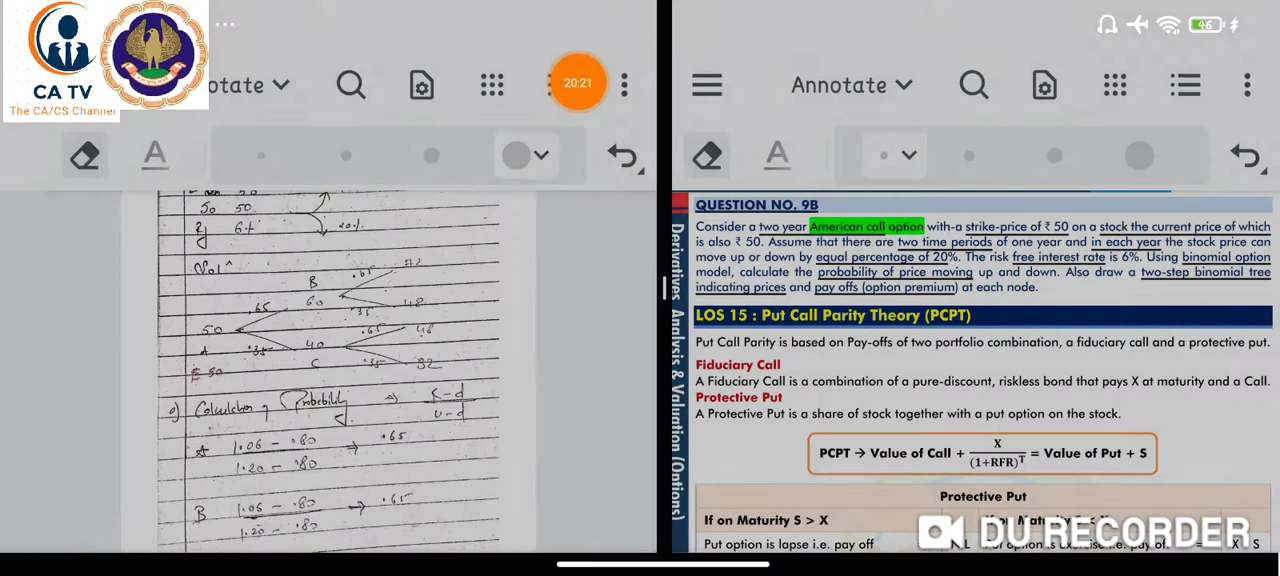 CA TV
The CA/CS Channel
otate
20:21
50 50
6%
20%
B
.65
72
60
.65
.35
48
50
.65
48
A
.35
40
C
.35
32
E 50
Calculation of Probability ⇒ r-d
u-d
A 1.06 - .80 → .65
1.20 - .80
B 1.06 - .80 → .65
1.20 - .80
46
Annotate
A
A
Derivatives Analysis & Valuation (Options)
QUESTION NO. 9B
Consider a two year American call option with a strike price of ₹ 50 on a stock the current price of which
is also ₹ 50. Assume that there are two time periods of one year and in each year the stock price can
move up or down by equal percentage of 20%. The risk free interest rate is 6%. Using binomial option
model, calculate the probability of price moving up and down. Also draw a two-step binomial tree
indicating prices and pay offs (option premium) at each node.
LOS 15 : Put Call Parity Theory (PCPT)
Put Call Parity is based on Pay-offs of two portfolio combination, a fiduciary call and a protective put.
Fiduciary Call
A Fiduciary Call is a combination of a pure-discount, riskless bond that pays X at maturity and a Call.
Protective Put
A Protective Put is a share of stock together with a put option on the stock.
PCPT → Value of Call + X/(1+RFR)^T = Value of Put + S
Protective Put
If on Maturity S > X
Put option is lapse i.e. pay off
X
S
DU RECORDER